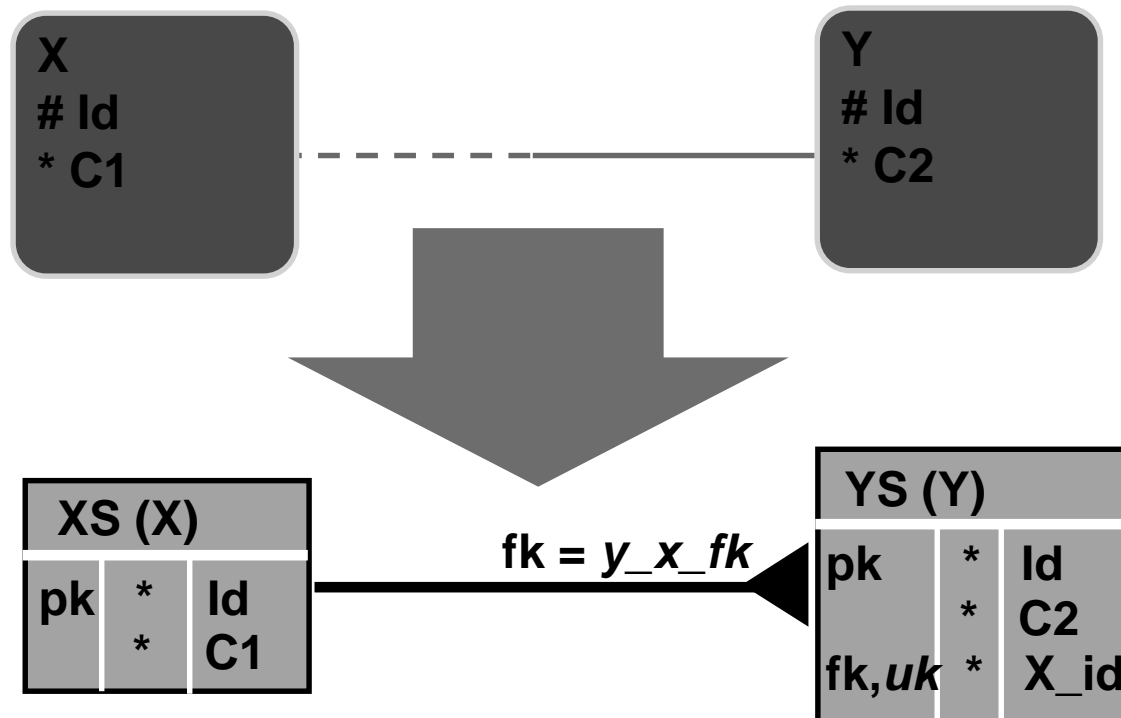 X
# Id
* C1
Y
# Id
* C2
XS (X)
pk * Id
* C1
fk = y_x_fk
YS (Y)
pk * Id
* C2
fk,uk * X_id